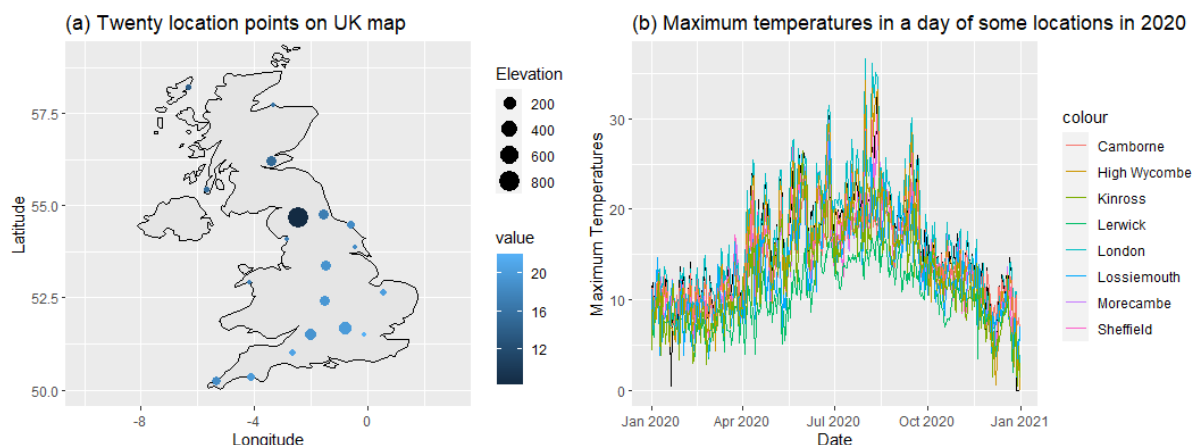 (a) Twenty location points on UK map
57.5
55.0
52.5
50.0
Latitude
-8
-4
0
Longitude
Elevation
200
400
600
800
value
20
16
12
(b) Maximum temperatures in a day of some locations in 2020
30
20
10
0
Maximum Temperatures
Jan 2020
Apr 2020
Jul 2020
Oct 2020
Jan 2021
Date
colour
Camborne
High Wycombe
Kinross
Lerwick
London
Lossiemouth
Morecambe
Sheffield